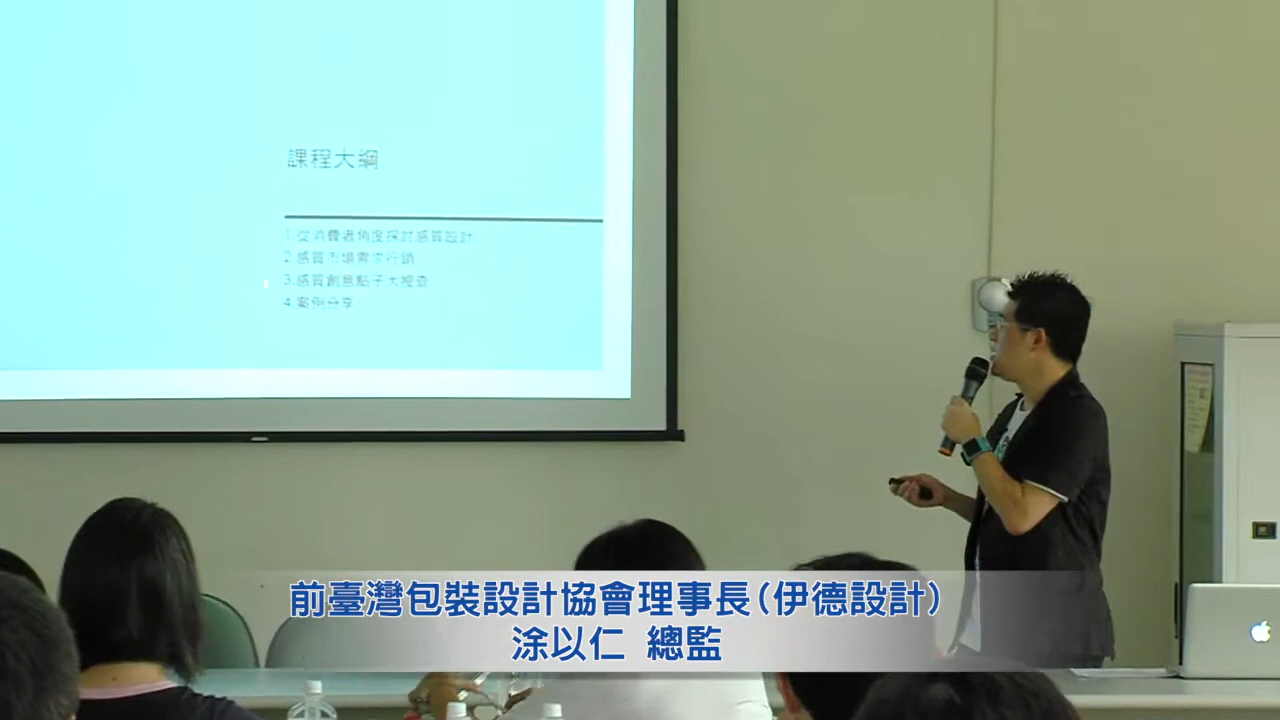 課程大綱
1.從消費者角度探討感質設計
2.感質市場需求行銷
3.感質創意點子大搜查
4.案例分享
前臺灣包裝設計協會理事長(伊德設計)
涂以仁 總監